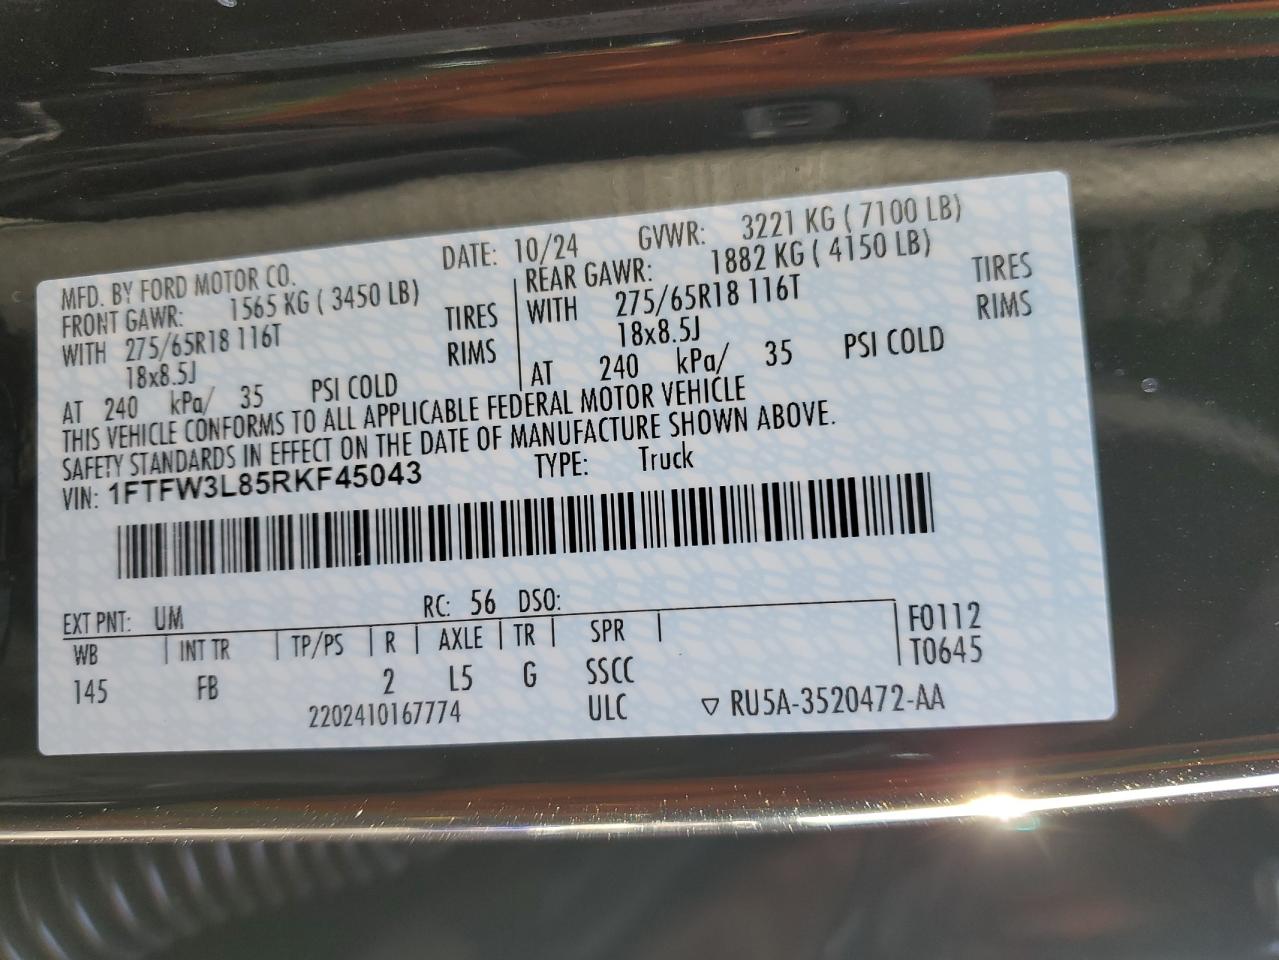 MFD. BY FORD MOTOR CO. DATE: 10/24 GVWR: 3221 KG ( 7100 LB)
FRONT GAWR: 1565 KG ( 3450 LB) REAR GAWR: 1882 KG ( 4150 LB)
WITH 275/65R18 116T TIRES WITH 275/65R18 116T TIRES
18x8.5J RIMS 18x8.5J RIMS
AT 240 kPa/ 35 PSI COLD AT 240 kPa/ 35 PSI COLD
THIS VEHICLE CONFORMS TO ALL APPLICABLE FEDERAL MOTOR VEHICLE
SAFETY STANDARDS IN EFFECT ON THE DATE OF MANUFACTURE SHOWN ABOVE.
VIN: 1FTFW3L85RKF45043 TYPE: Truck
EXT PNT: UM RC: 56 DSO:
WB INT TR TP/PS R AXLE TR SPR F0112
145 FB 2 L5 G SSCC T0645
2202410167774 ULC ▽ RU5A-3520472-AA